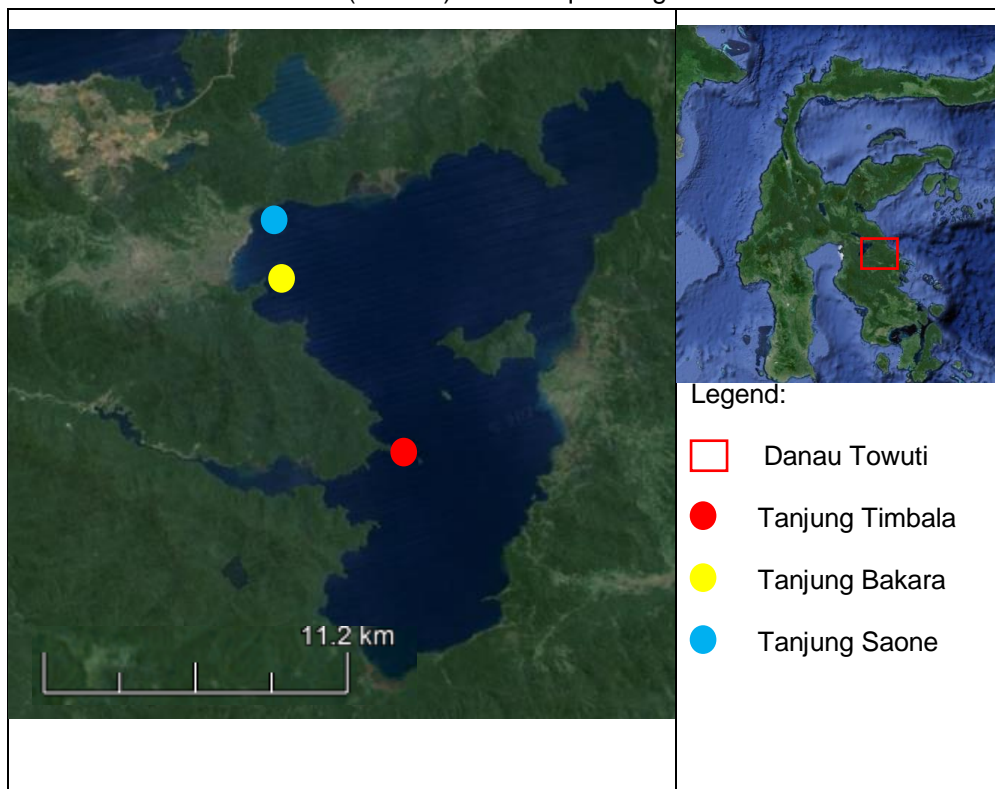 11.2 km
Legend:
Danau Towuti
Tanjung Timbala
Tanjung Bakara
Tanjung Saone